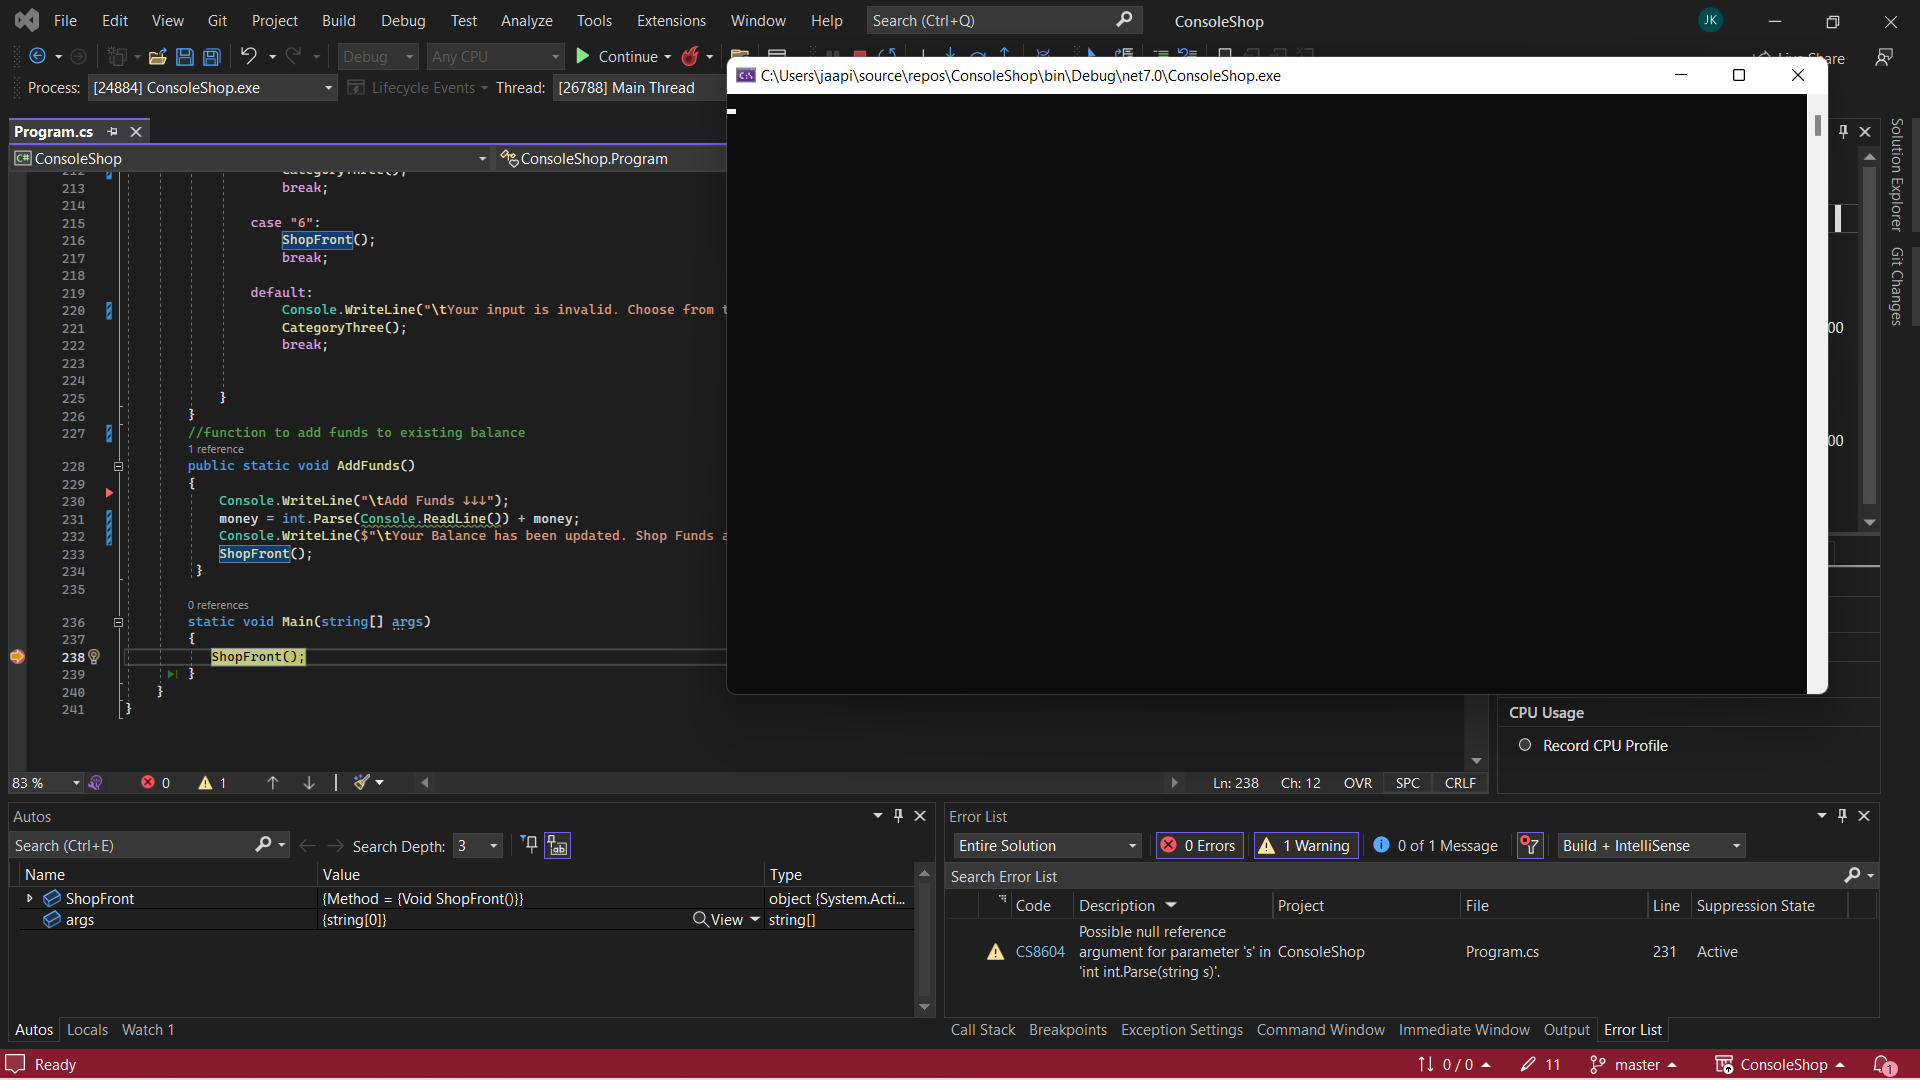 File Edit View Git Project Build Debug Test Analyze Tools Extensions Window Help Search (Ctrl+Q) ConsoleShop JK
Debug Any CPU Continue Live Share
Process: [24884] ConsoleShop.exe Lifecycle Events Thread: [26788] Main Thread
C:\Users\jaapi\source\repos\ConsoleShop\bin\Debug\net7.0\ConsoleShop.exe
Program.cs
C# ConsoleShop ConsoleShop.Program
212 CategoryThree();
213 break;
214
215 case "6":
216 ShopFront();
217 break;
218
219 default:
220 Console.WriteLine("\tYour input is invalid. Choose from t
221 CategoryThree();
222 break;
223
224
225 }
226 }
227 //function to add funds to existing balance
1 reference
228 public static void AddFunds()
229 {
230 Console.WriteLine("\tAdd Funds ↓↓↓");
231 money = int.Parse(Console.ReadLine()) + money;
232 Console.WriteLine($"\tYour Balance has been updated. Shop Funds a
233 ShopFront();
234 }
235
0 references
236 static void Main(string[] args)
237 {
238 ShopFront();
239 }
240 }
241 }
Solution Explorer
Git Changes
00
00
CPU Usage
Record CPU Profile
83 % 0 1 Ln: 238 Ch: 12 OVR SPC CRLF
Autos
Search (Ctrl+E) Search Depth: 3
Name Value Type
ShopFront {Method = {Void ShopFront()}} object {System.Acti...
args {string[0]} View string[]
Autos Locals Watch 1
Error List
Entire Solution 0 Errors 1 Warning 0 of 1 Message Build + IntelliSense
Search Error List
Code Description Project File Line Suppression State
CS8604 Possible null reference
argument for parameter 's' in ConsoleShop Program.cs 231 Active
'int int.Parse(string s)'.
Call Stack Breakpoints Exception Settings Command Window Immediate Window Output Error List
Ready 0 / 0 11 master ConsoleShop 1